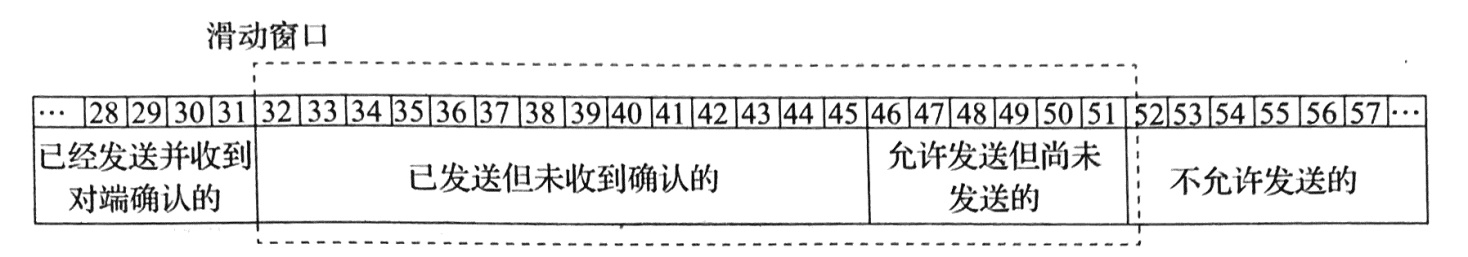 滑动窗口
… 28 29 30 31 32 33 34 35 36 37 38 39 40 41 42 43 44 45 46 47 48 49 50 51 52 53 54 55 56 57 …
已经发送并收到
对端确认的
已发送但未收到确认的
允许发送但尚未
发送的
不允许发送的